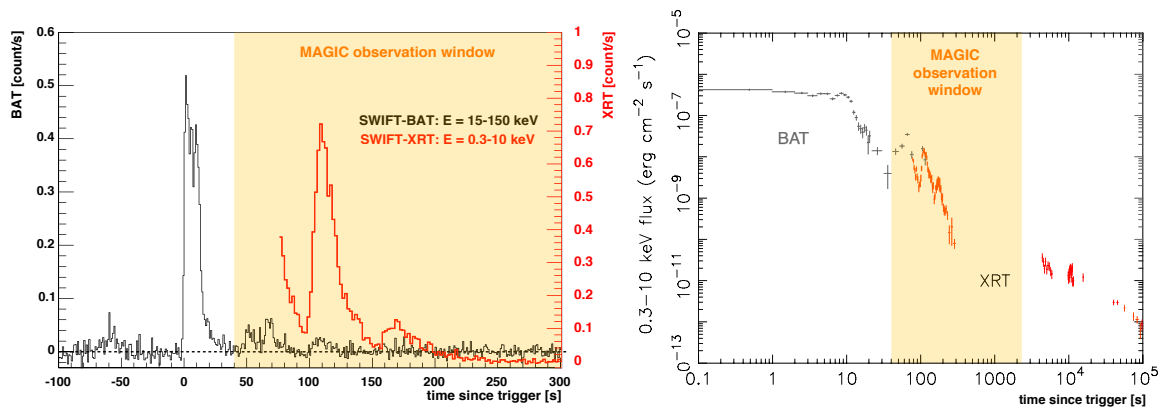 BAT [count/s]
0.6
0.5
0.4
0.3
0.2
0.1
0
MAGIC observation window
SWIFT-BAT: E = 15-150 keV
SWIFT-XRT: E = 0.3-10 keV
1
0.9
0.8
0.7
0.6
0.5
0.4
0.3
0.2
0.1
0
XRT [count/s]
-100 -50 0 50 100 150 200 250 300
time since trigger [s]
0.3−10 keV flux (erg cm⁻² s⁻¹)
10⁻⁵
10⁻⁷
10⁻⁹
10⁻¹¹
10⁻¹³
MAGIC
observation
window
BAT
XRT
0.1 1 10 100 1000 10⁴ 10⁵
time since trigger [s]